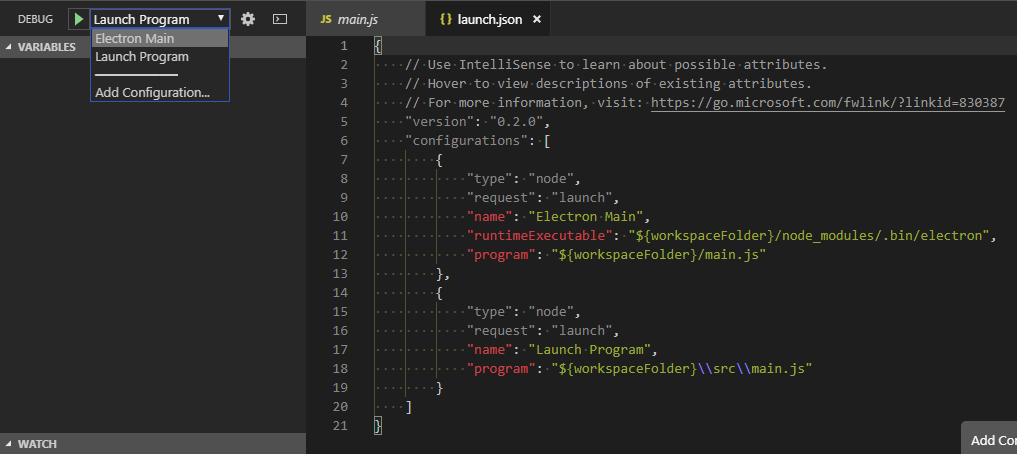 DEBUG Launch Program
Electron Main
Launch Program
Add Configuration...
VARIABLES
WATCH
JS main.js {} launch.json ×
1 {
2 // Use IntelliSense to learn about possible attributes.
3 // Hover to view descriptions of existing attributes.
4 // For more information, visit: https://go.microsoft.com/fwlink/?linkid=830387
5 "version": "0.2.0",
6 "configurations": [
7 {
8 "type": "node",
9 "request": "launch",
10 "name": "Electron Main",
11 "runtimeExecutable": "${workspaceFolder}/node_modules/.bin/electron",
12 "program": "${workspaceFolder}/main.js"
13 },
14 {
15 "type": "node",
16 "request": "launch",
17 "name": "Launch Program",
18 "program": "${workspaceFolder}\\src\\main.js"
19 }
20 ]
21 }
Add Con